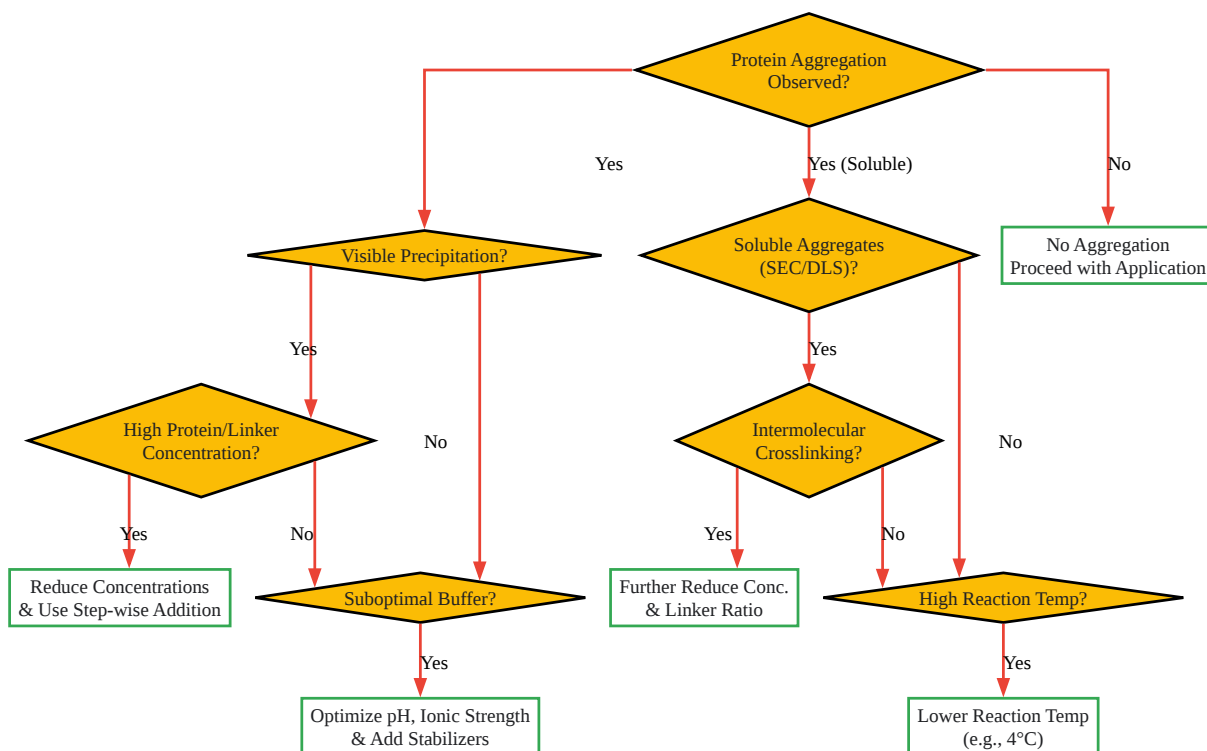 Protein Aggregation
Observed?
Yes
Yes (Soluble)
No
Visible Precipitation?
Soluble Aggregates
(SEC/DLS)?
No Aggregation
Proceed with Application
Yes
Yes
High Protein/Linker
Concentration?
No
Intermolecular
Crosslinking?
No
Yes
No
Yes
No
Reduce Concentrations
& Use Step-wise Addition
Suboptimal Buffer?
Further Reduce Conc.
& Linker Ratio
High Reaction Temp?
Yes
Yes
Optimize pH, Ionic Strength
& Add Stabilizers
Lower Reaction Temp
(e.g., 4°C)